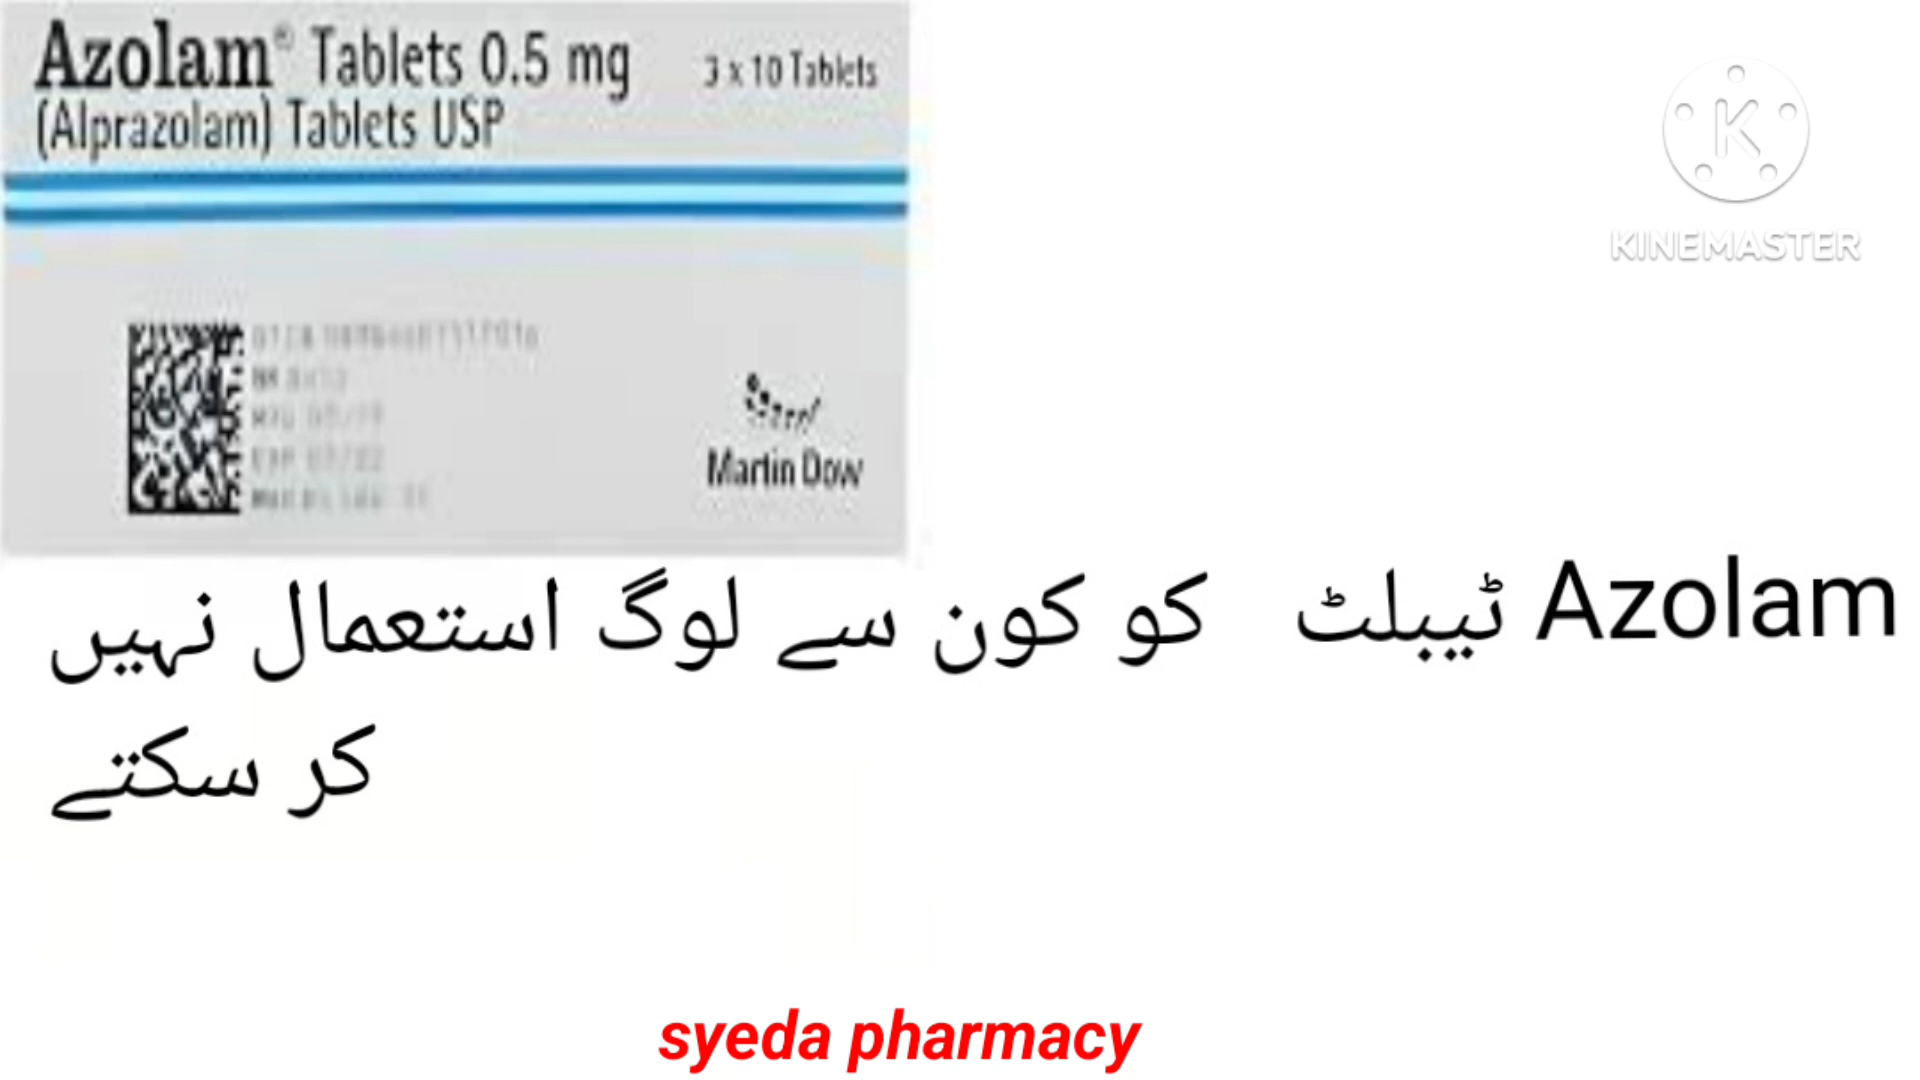 Azolam® Tablets 0.5 mg
3 x 10 Tablets
(Alprazolam) Tablets USP
KINEMASTER
Martin Dow
Azolam ٹیبلٹ کو کون سے لوگ استعمال نہیں
کر سکتے
syeda pharmacy